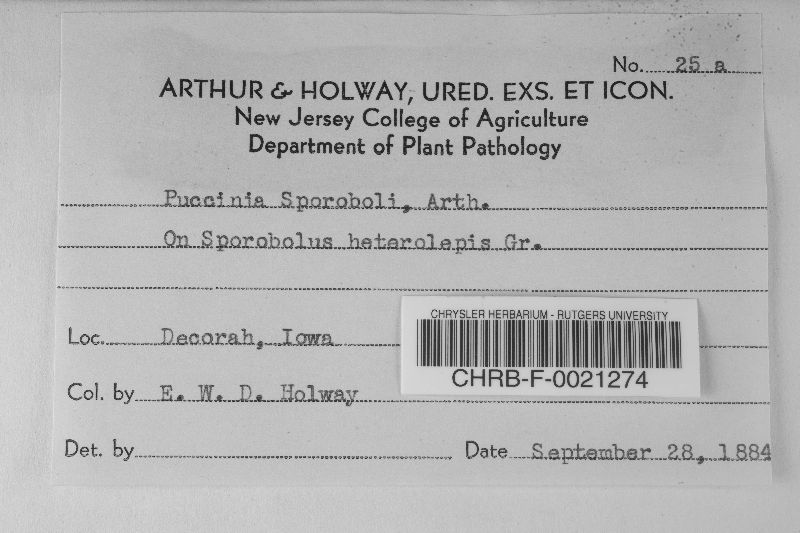 No. 25 a
ARTHUR & HOLWAY, URED. EXS. ET ICON.
New Jersey College of Agriculture
Department of Plant Pathology
Puccinia Sporoboli, Arth.
On Sporobolus heterolepis Gr.
CHRYSLER HERBARIUM - RUTGERS UNIVERSITY
CHRB-F-0021274
Loc. Decorah, Iowa
Col. by E. W. D. Holway
Det. by
Date September 28, 1884